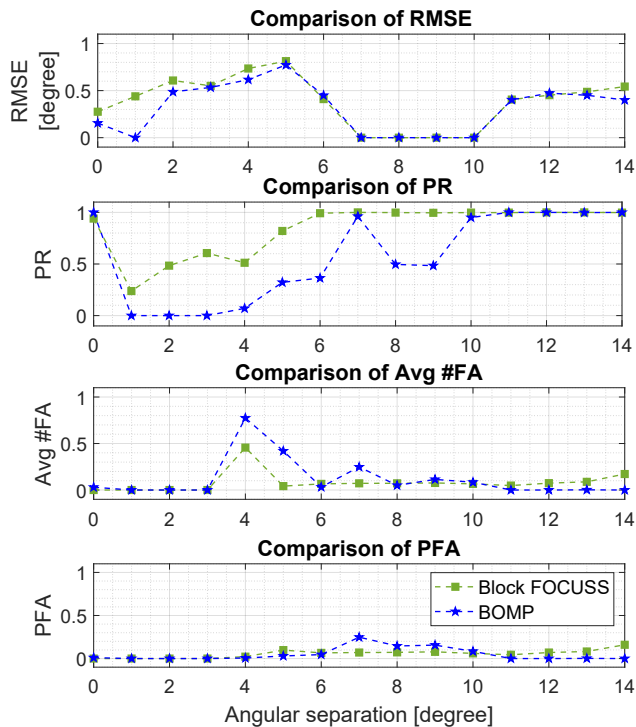 Comparison of RMSE
1
0.5
0
RMSE
[degree]
0 2 4 6 8 10 12 14
Comparison of PR
1
0.5
0
PR
0 2 4 6 8 10 12 14
Comparison of Avg #FA
1
0.5
0
Avg #FA
0 2 4 6 8 10 12 14
Comparison of PFA
1
0.5
0
PFA
Block FOCUSS
BOMP
0 2 4 6 8 10 12 14
Angular separation [degree]